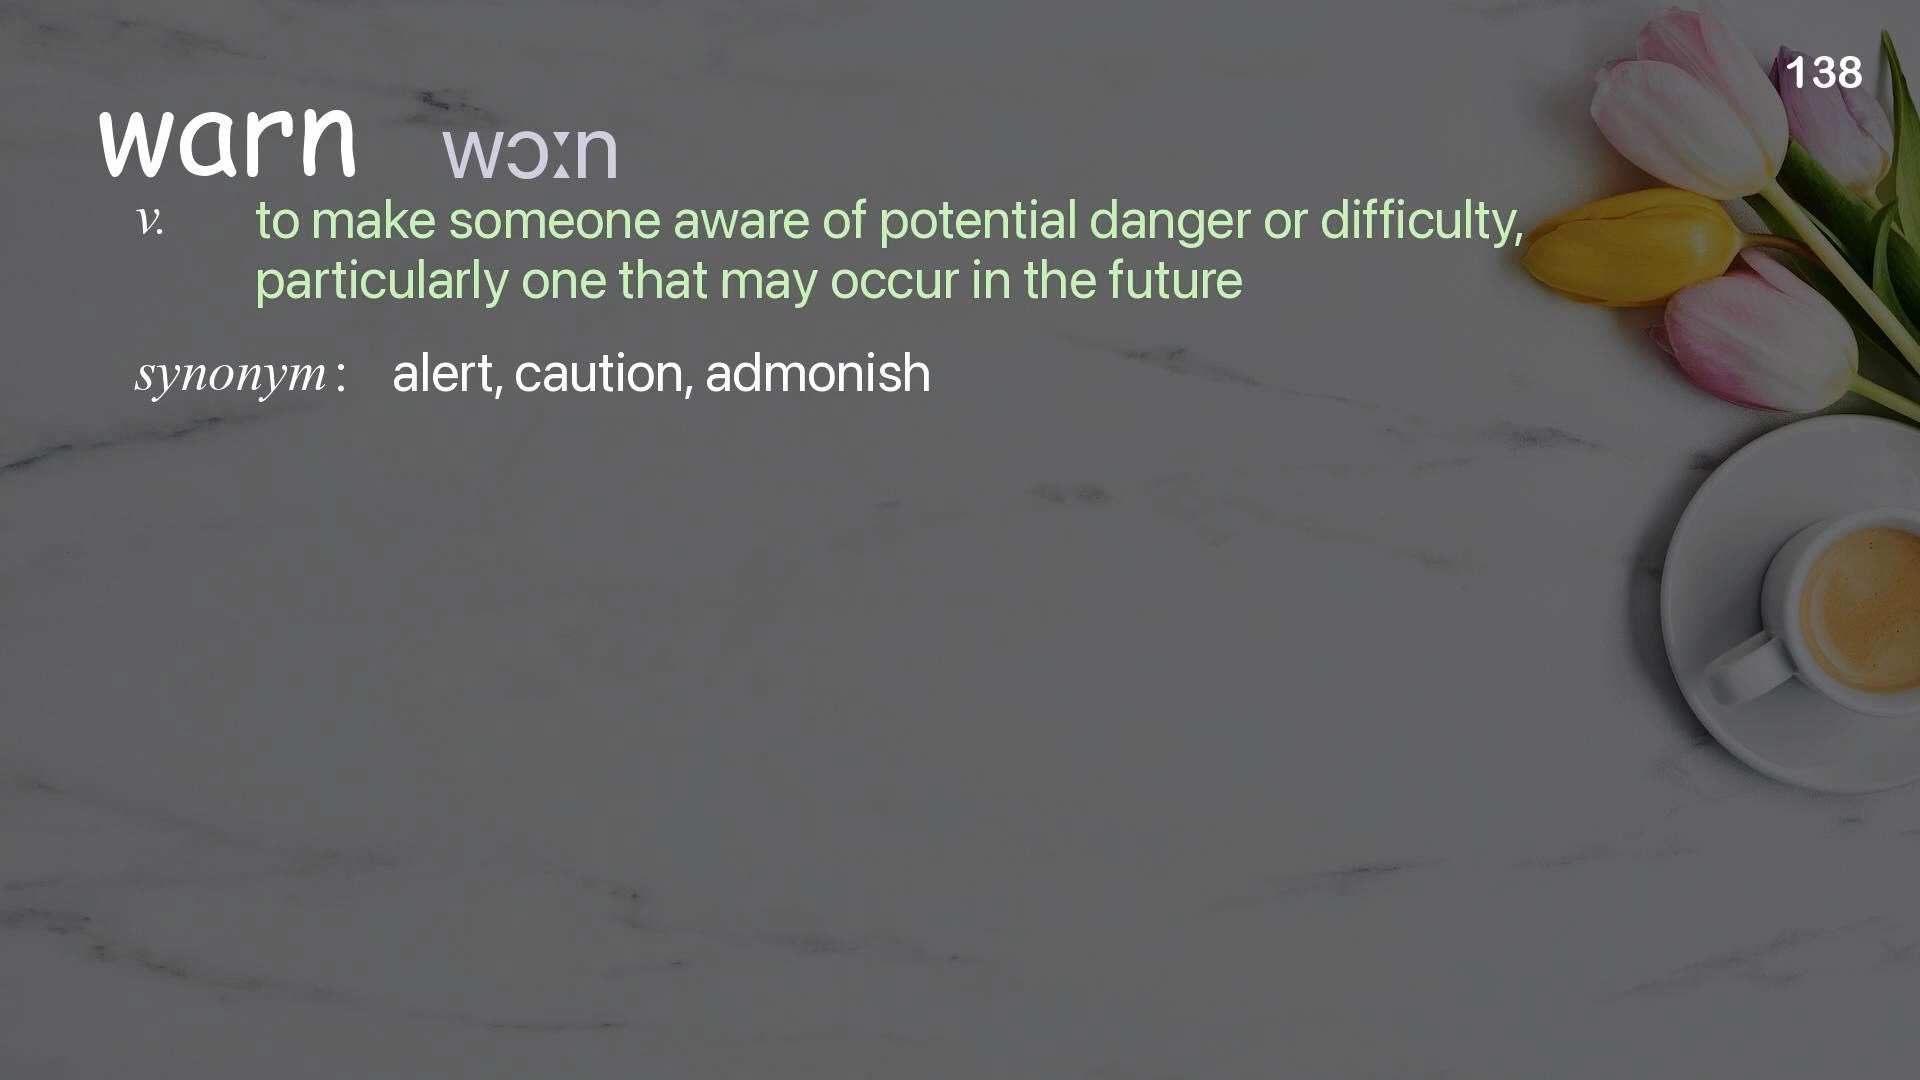 138
warn wɔːn
v. to make someone aware of potential danger or difficulty,
particularly one that may occur in the future
synonym : alert, caution, admonish